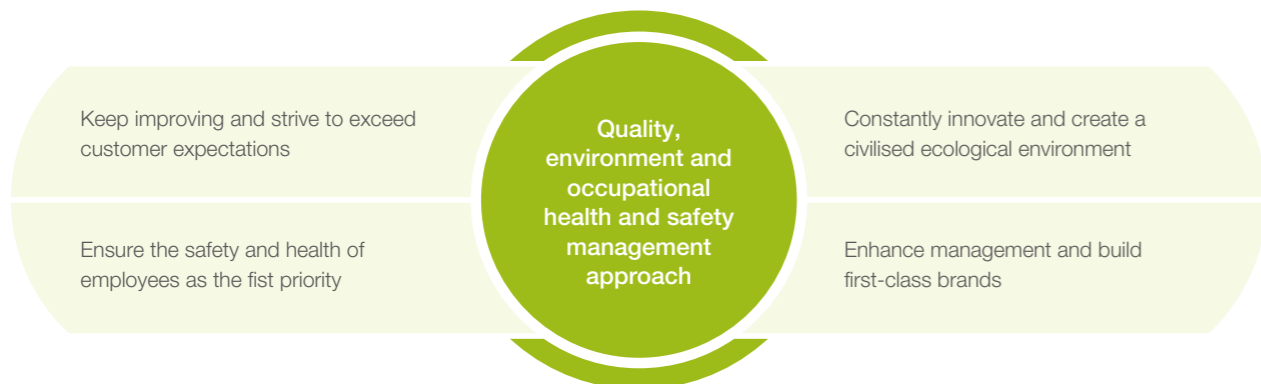 Keep improving and strive to exceed
customer expectations
Ensure the safety and health of
employees as the fist priority
Quality,
environment and
occupational
health and safety
management
approach
Constantly innovate and create a
civilised ecological environment
Enhance management and build
first-class brands